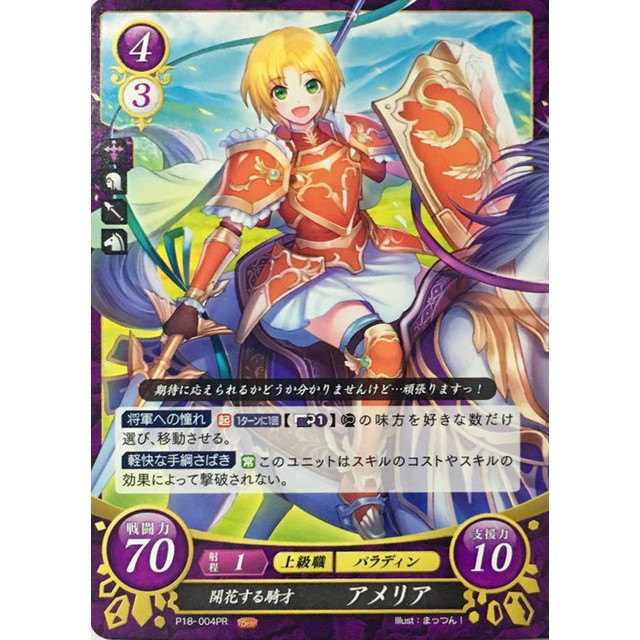 4
3
期待に応えられるかどうか分かりませんけど…頑張りますっ!
将軍への憧れ 起 1ターンに1回 【 1】 の味方を好きな数だけ
選び、移動させる。
軽快な手綱さばき 常 このユニットはスキルのコストやスキルの
効果によって撃破されない。
戦闘力
70
射程 1
上級職
パラディン
支援力
10
開花する騎才 アメリア
P18-004PR
Illust:まっつん!